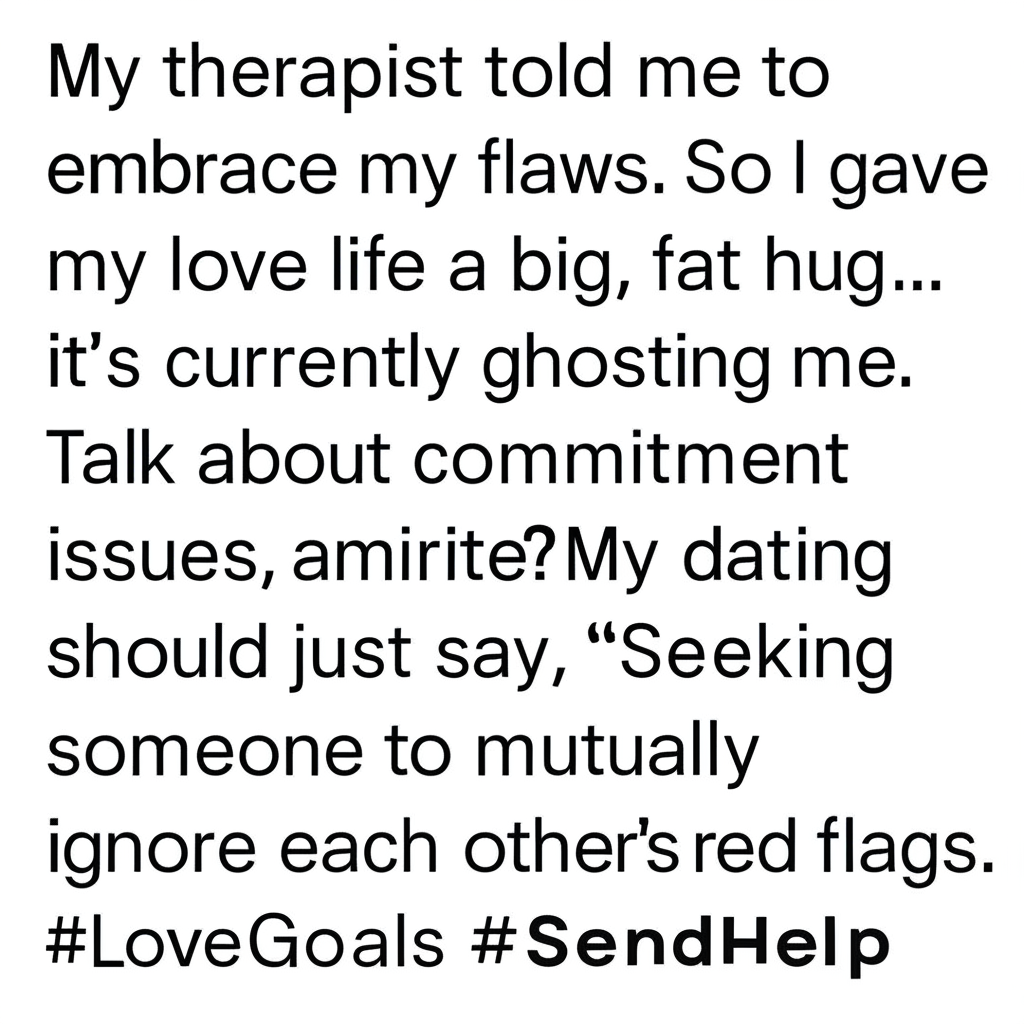 My therapist told me to
embrace my flaws. So I gave
my love life a big, fat hug...
it’s currently ghosting me.
Talk about commitment
issues, amirite? My dating
should just say, “Seeking
someone to mutually
ignore each other’s red flags.
#LoveGoals #SendHelp